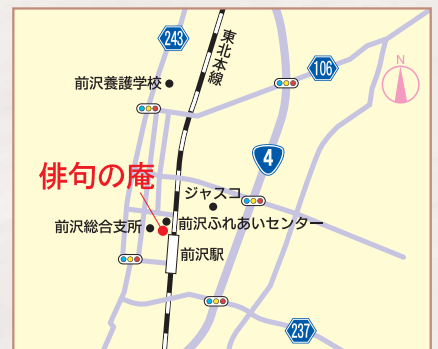 243
東北本線
106
N
前沢養護学校
4
俳句の庵
ジャスコ
前沢総合支所
前沢ふれあいセンター
前沢駅
237